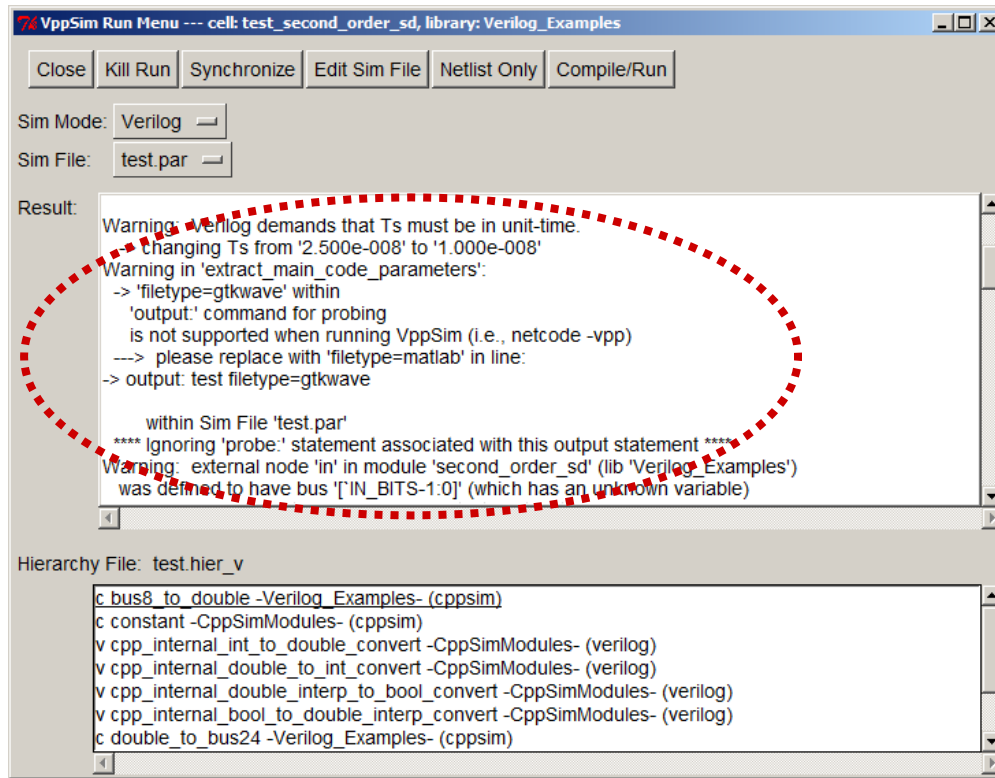 VppSim Run Menu --- cell: test_second_order_sd, library: Verilog_Examples
Close Kill Run Synchronize Edit Sim File Netlist Only Compile/Run
Sim Mode: Verilog
Sim File: test.par
Result:
Warning: Verilog demands that Ts must be in unit-time.
--> changing Ts from '2.500e-008' to '1.000e-008'
Warning in 'extract_main_code_parameters':
-> 'filetype=gtkwave' within
'output:' command for probing
is not supported when running VppSim (i.e., netcode -vpp)
---> please replace with 'filetype=matlab' in line:
-> output: test filetype=gtkwave
within Sim File 'test.par'
**** Ignoring 'probe:' statement associated with this output statement ****
Warning: external node 'in' in module 'second_order_sd' (lib 'Verilog_Examples')
was defined to have bus '[`IN_BITS-1:0]' (which has an unknown variable)
Hierarchy File: test.hier_v
c bus8_to_double -Verilog_Examples- (cppsim)
c constant -CppSimModules- (cppsim)
v cpp_internal_int_to_double_convert -CppSimModules- (verilog)
v cpp_internal_double_to_int_convert -CppSimModules- (verilog)
v cpp_internal_double_interp_to_bool_convert -CppSimModules- (verilog)
v cpp_internal_bool_to_double_interp_convert -CppSimModules- (verilog)
c double_to_bus24 -Verilog_Examples- (cppsim)